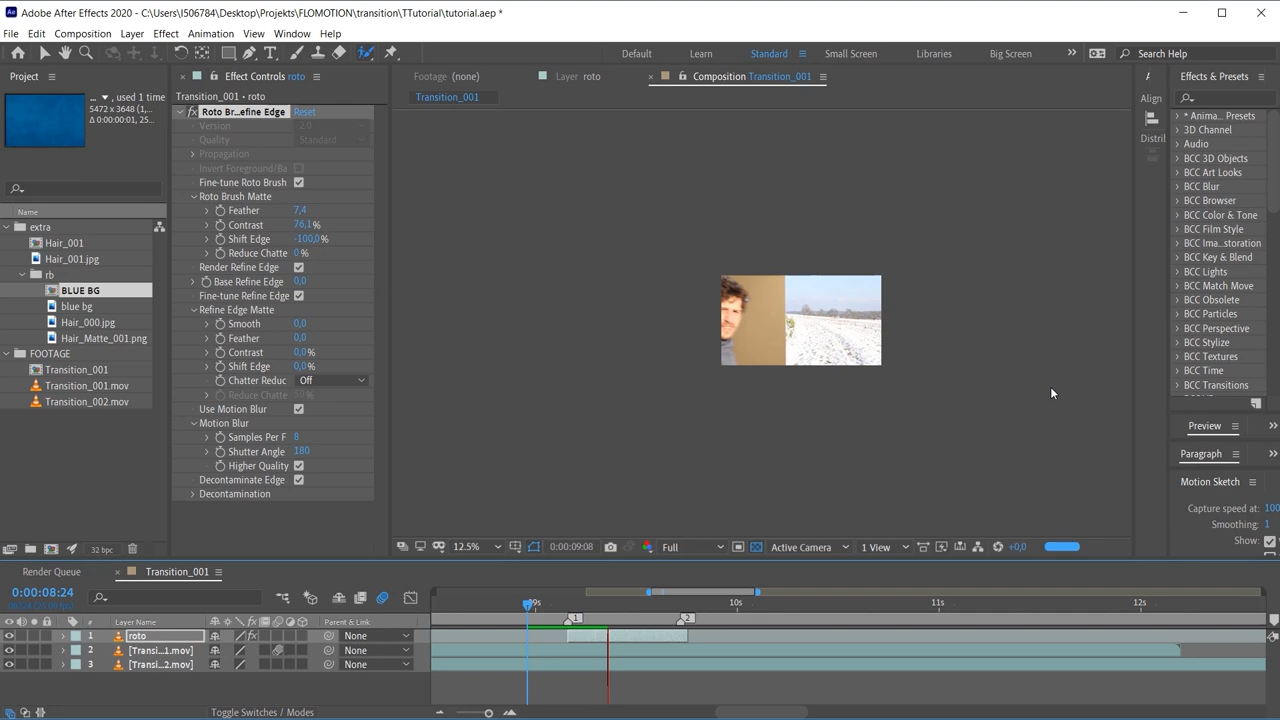 Adobe After Effects 2020 - C:\Users\I506784\Desktop\Projekts\FLOMOTION\transition\TTutorial\tutorial.aep *
File Edit Composition Layer Effect Animation View Window Help
Default Learn Standard Small Screen Libraries Big Screen Search Help
Project
... , used 1 time
5472 x 3648 (1,...
Δ 0:00:00:01, 25...
Name
extra
Hair_001
Hair_001.jpg
rb
BLUE BG
blue bg
Hair_000.jpg
Hair_Matte_001.png
FOOTAGE
Transition_001
Transition_001.mov
Transition_002.mov
32 bpc
Effect Controls roto
Transition_001 • roto
fx Roto Br...efine Edge Reset
Version 2.0
Quality Standard
Propagation
Invert Foreground/Ba
Fine-tune Roto Brush
Roto Brush Matte
Feather 7,4
Contrast 76,1%
Shift Edge -100,0%
Reduce Chatte 0 %
Render Refine Edge
Base Refine Edge 0,0
Fine-tune Refine Edge
Refine Edge Matte
Smooth 0,0
Feather 0,0
Contrast 0,0%
Shift Edge 0,0%
Chatter Reduc Off
Reduce Chatte 50 %
Use Motion Blur
Motion Blur
Samples Per F 8
Shutter Angle 180
Higher Quality
Decontaminate Edge
Decontamination
Footage (none) Layer roto Composition Transition_001
Transition_001
12.5% 0:00:09:08 Full Active Camera 1 View +0,0
Align
Distril
Effects & Presets
* Anima... Presets
3D Channel
Audio
BCC 3D Objects
BCC Art Looks
BCC Blur
BCC Browser
BCC Color & Tone
BCC Film Style
BCC Ima...storation
BCC Key & Blend
BCC Lights
BCC Match Move
BCC Obsolete
BCC Particles
BCC Perspective
BCC Stylize
BCC Textures
BCC Time
BCC Transitions
Preview
Paragraph
Motion Sketch
Capture speed at: 100
Smoothing: 1
Show:
Render Queue Transition_001
0:00:08:24
09s 10s 11s 12s
# Layer Name Parent & Link
1 2
1 roto fx None
2 [Transi...1.mov] None
3 [Transi...2.mov] None
Toggle Switches / Modes